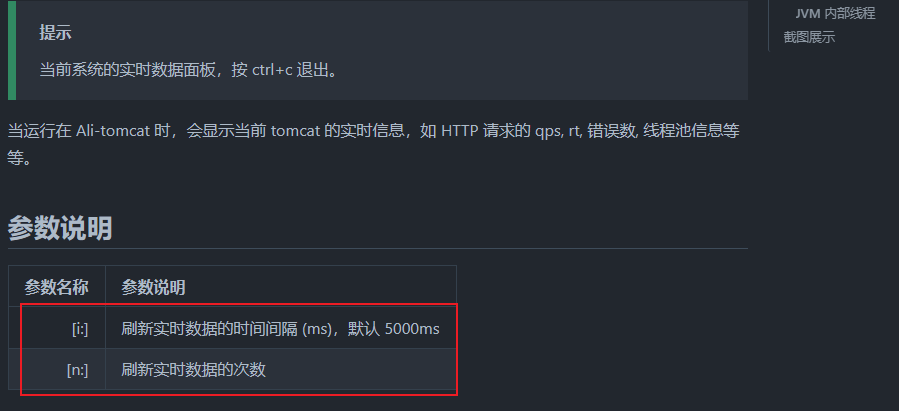 提示
当前系统的实时数据面板，按 ctrl+c 退出。
当运行在 Ali-tomcat 时，会显示当前 tomcat 的实时信息，如 HTTP 请求的 qps, rt, 错误数, 线程池信息等
等。
参数说明
参数名称 参数说明
[i:] 刷新实时数据的时间间隔 (ms)，默认 5000ms
[n:] 刷新实时数据的次数
JVM 内部线程
截图展示